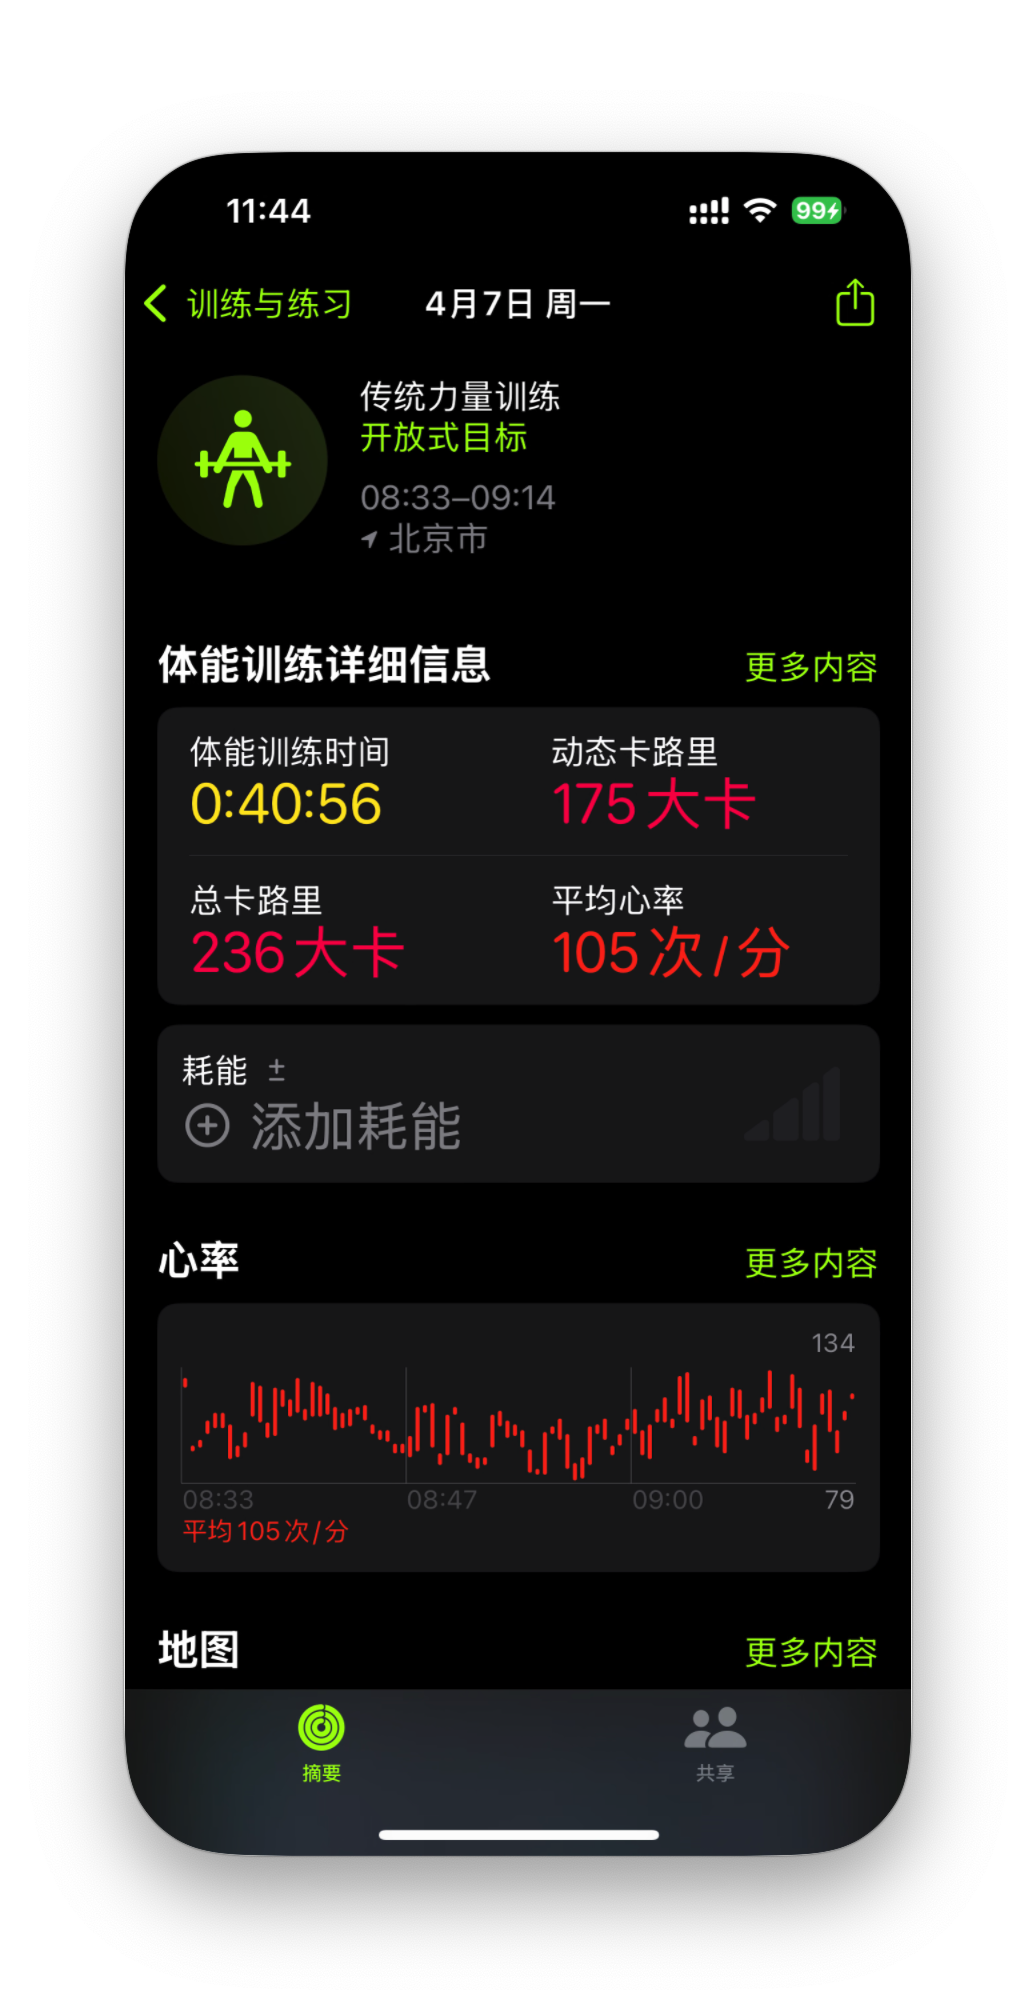 11:44
99
训练与练习
4月7日 周一
传统力量训练
开放式目标
08:33–09:14
北京市
体能训练详细信息 更多内容
体能训练时间 动态卡路里
0:40:56 175大卡
总卡路里 平均心率
236大卡 105次/分
耗能 ±
添加耗能
心率 更多内容
134
08:33 08:47 09:00 79
平均105次/分
地图 更多内容
摘要 共享